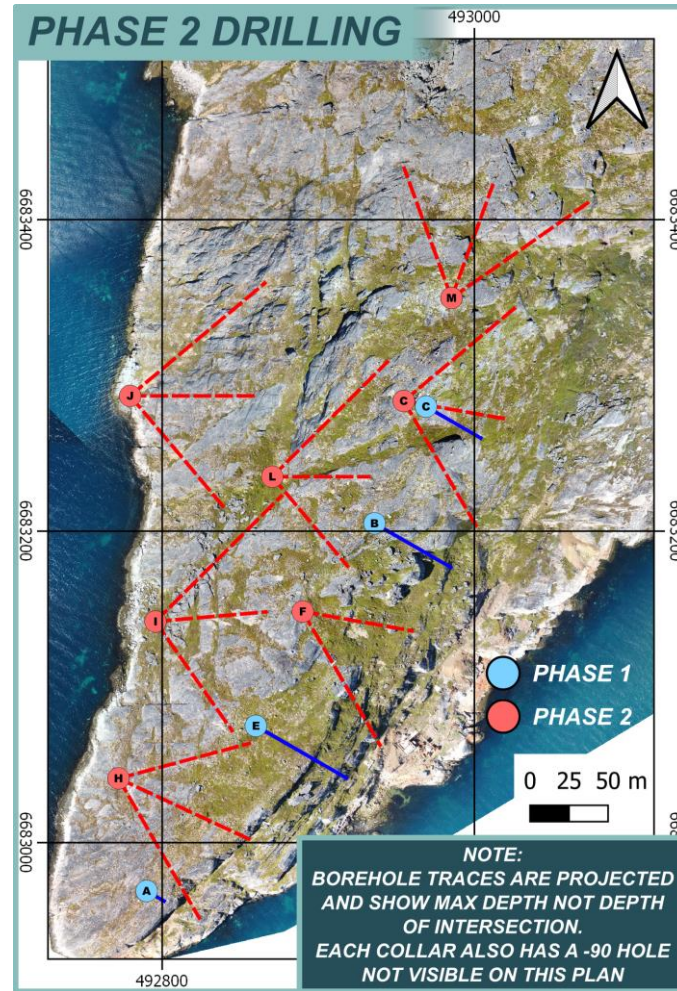 493000
PHASE 2 DRILLING
6683400
6683400
M
J
C
C
L
B
6683200
6683200
I
F
PHASE 1
PHASE 2
E
H
0 25 50 m
6683000
A
NOTE:
BOREHOLE TRACES ARE PROJECTED
AND SHOW MAX DEPTH NOT DEPTH
OF INTERSECTION.
EACH COLLAR ALSO HAS A -90 HOLE
NOT VISIBLE ON THIS PLAN
492800